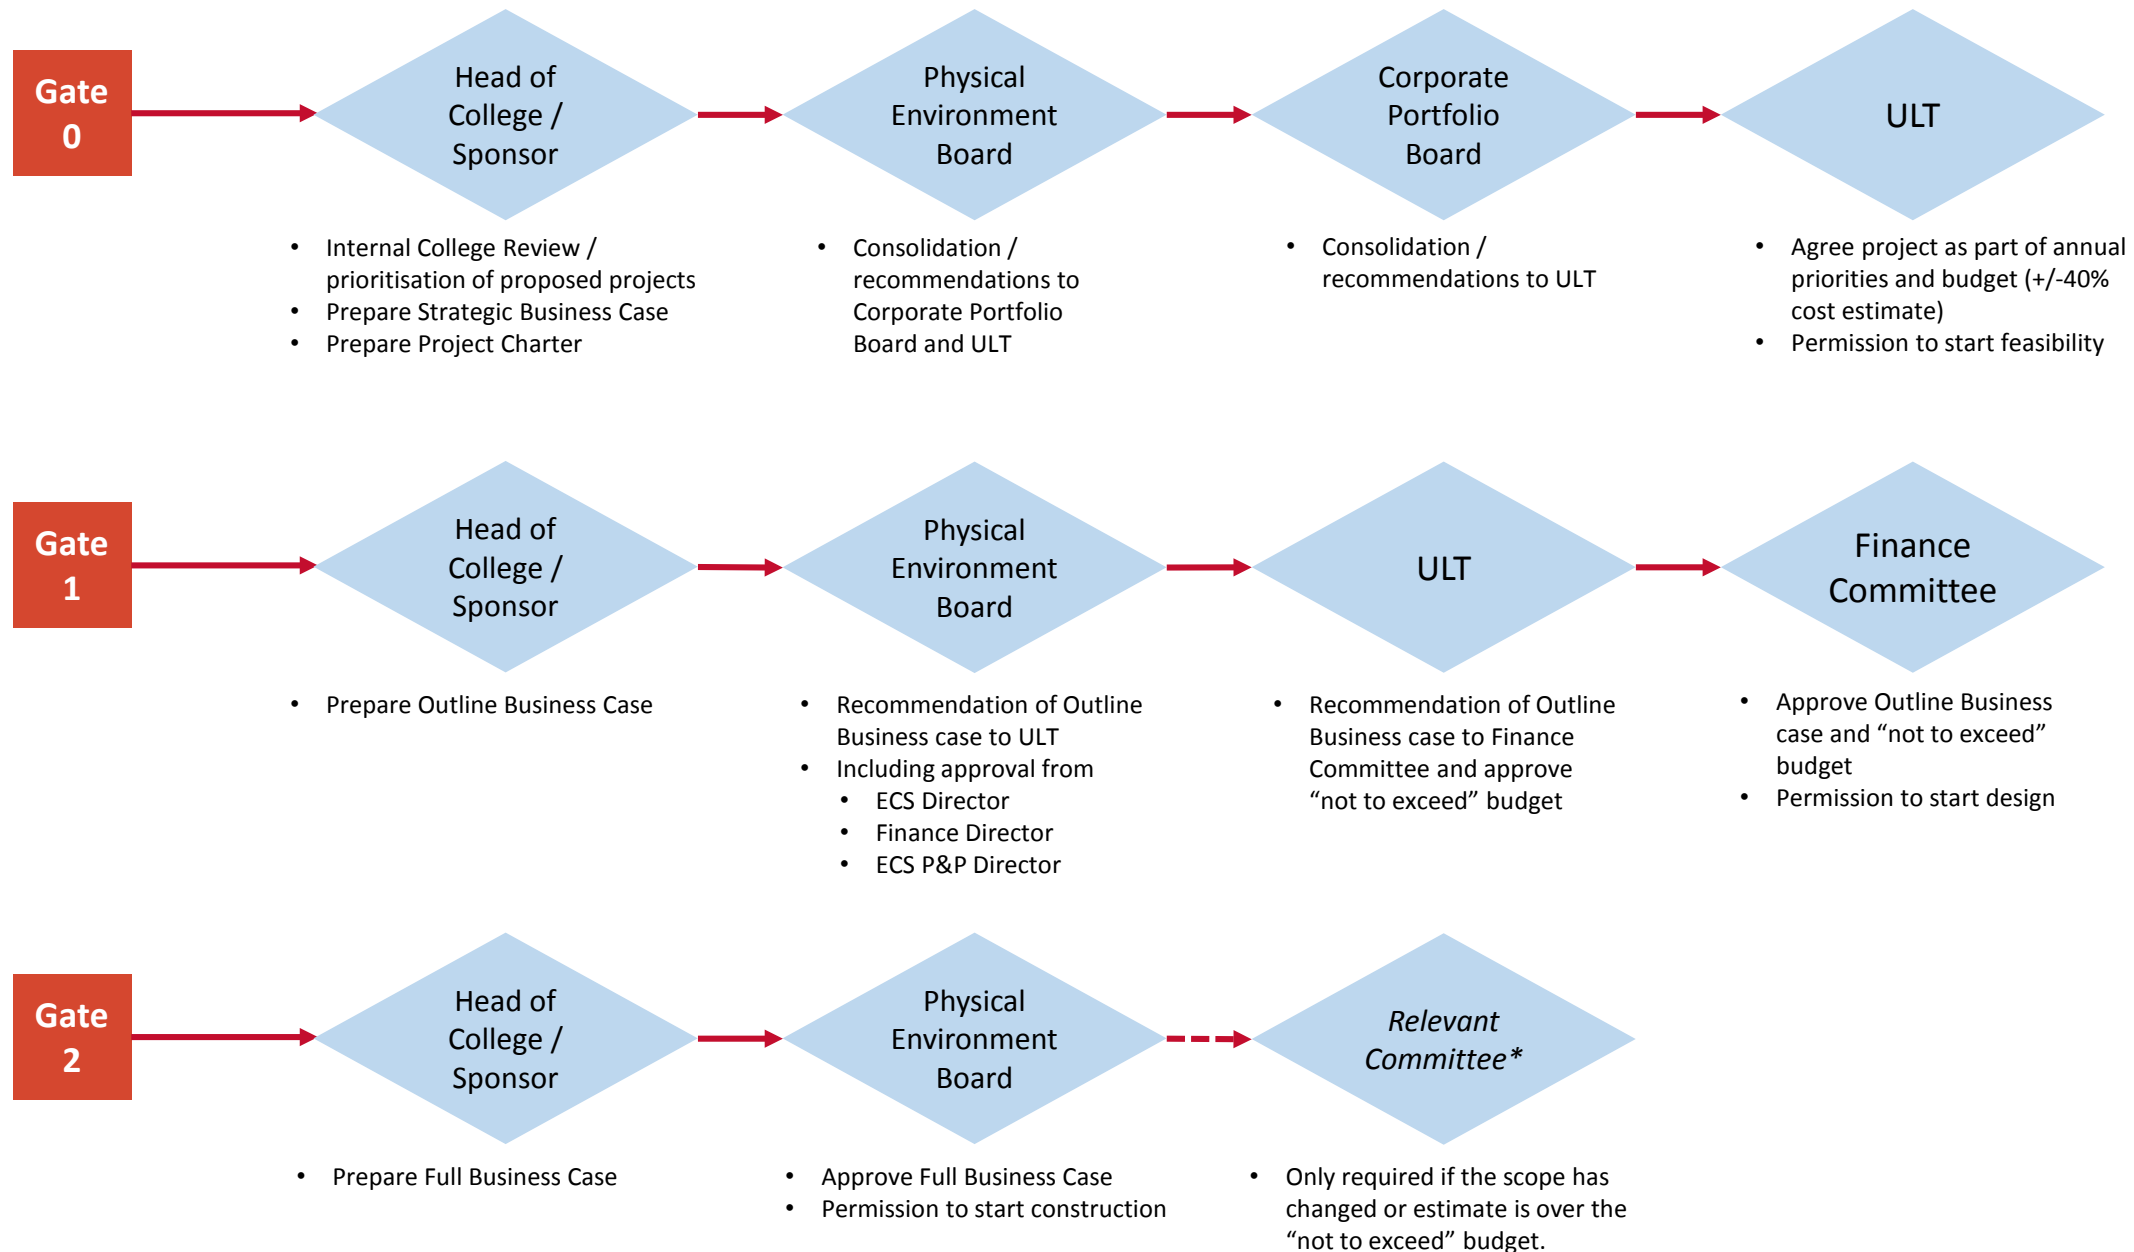 Gate
0
Head of
College /
Sponsor
Physical
Environment
Board
Corporate
Portfolio
Board
ULT
• Internal College Review /
prioritisation of proposed projects
• Prepare Strategic Business Case
• Prepare Project Charter
• Consolidation /
recommendations to
Corporate Portfolio
Board and ULT
• Consolidation /
recommendations to ULT
• Agree project as part of annual
priorities and budget (+/-40%
cost estimate)
• Permission to start feasibility
Gate
1
Head of
College /
Sponsor
Physical
Environment
Board
ULT
Finance
Committee
• Prepare Outline Business Case
• Recommendation of Outline
Business case to ULT
• Including approval from
• ECS Director
• Finance Director
• ECS P&P Director
• Recommendation of Outline
Business case to Finance
Committee and approve
“not to exceed” budget
• Approve Outline Business
case and “not to exceed”
budget
• Permission to start design
Gate
2
Head of
College /
Sponsor
Physical
Environment
Board
Relevant
Committee*
• Prepare Full Business Case
• Approve Full Business Case
• Permission to start construction
• Only required if the scope has
changed or estimate is over the
“not to exceed” budget.